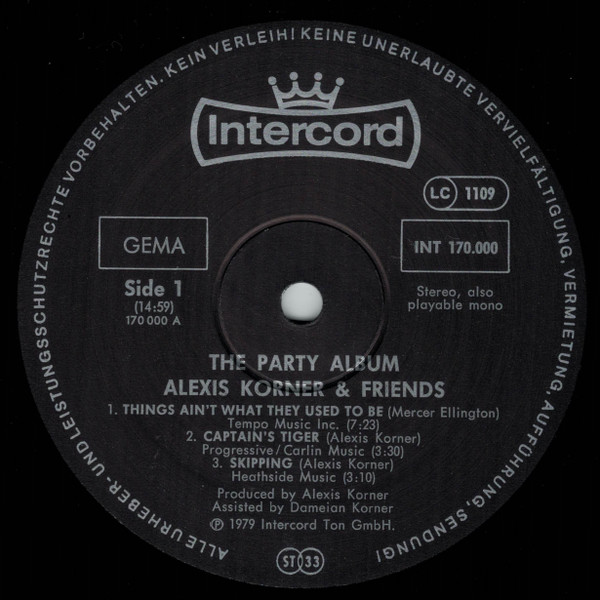 ALLE URHEBER- UND LEISTUNGSSCHUTZRECHTE VORBEHALTEN. KEIN VERLEIH! KEINE UNERLAUBTE VERVIELFÄLTIGUNG, VERMIETUNG, AUFFÜHRUNG, SENDUNG!
Intercord
LC 1109
GEMA
INT 170.000
Side 1
(14:59)
170 000 A
Stereo, also
playable mono
THE PARTY ALBUM
ALEXIS KORNER & FRIENDS
1. THINGS AIN'T WHAT THEY USED TO BE (Mercer Ellington)
Tempo Music Inc. (7:23)
2. CAPTAIN'S TIGER (Alexis Korner)
Progressive/Carlin Music (3:30)
3. SKIPPING (Alexis Korner)
Heathside Music (3:10)
Produced by Alexis Korner
Assisted by Dameian Korner
℗ 1979 Intercord Ton GmbH.
ST 33